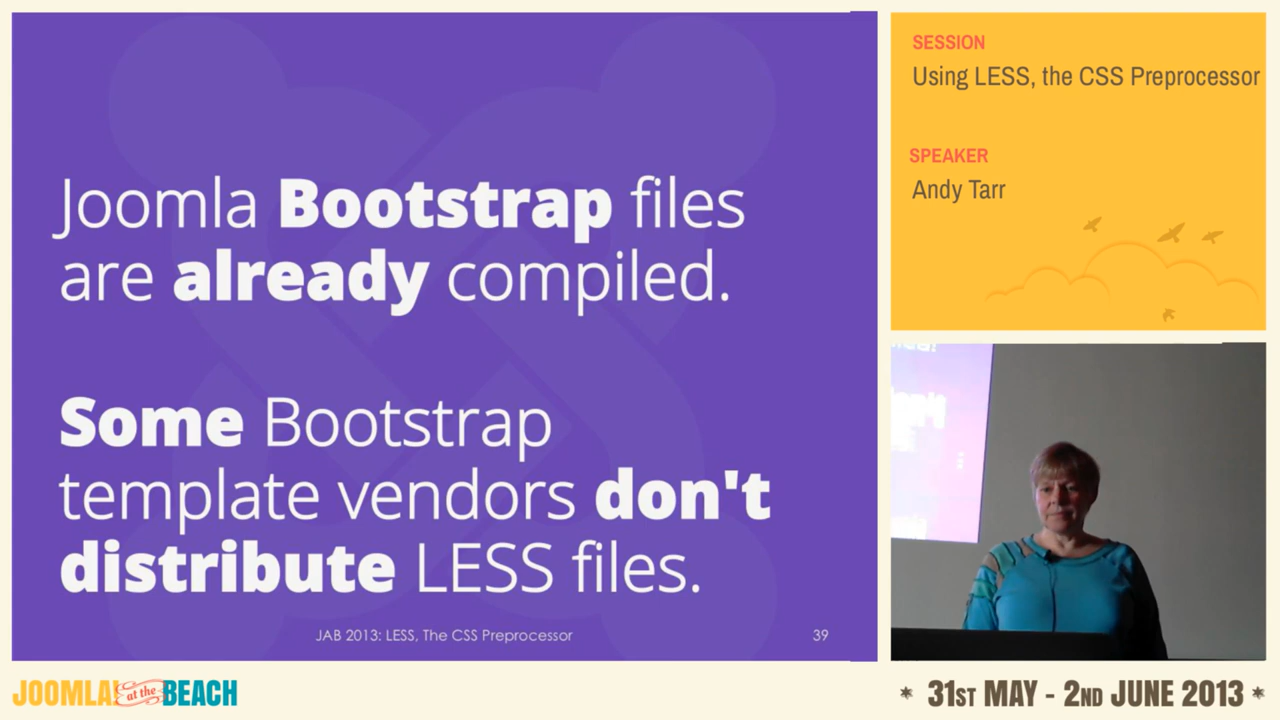 Joomla Bootstrap files
are already compiled.
Some Bootstrap
template vendors don't
distribute LESS files.
JAB 2013: LESS, The CSS Preprocessor
39
SESSION
Using LESS, the CSS Preprocessor
SPEAKER
Andy Tarr
JOOMLA! at the BEACH
* 31ST MAY - 2ND JUNE 2013 *